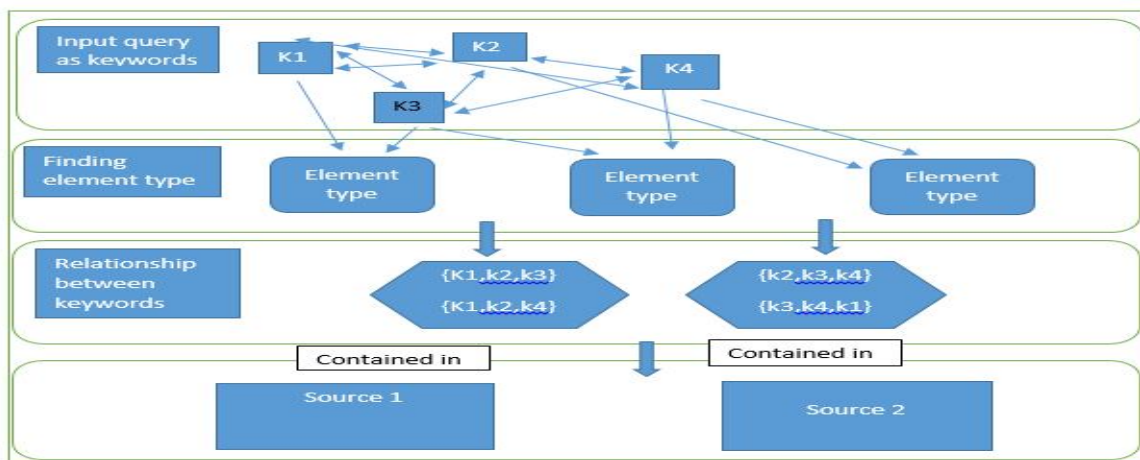 Input query
as keywords
K1
K2
K4
K3
Finding
element type
Element
type
Element
type
Element
type
Relationship
between
keywords
{K1,k2,k3}
{K1,k2,k4}
{k2,k3,k4}
{k3,k4,k1}
Contained in
Contained in
Source 1
Source 2